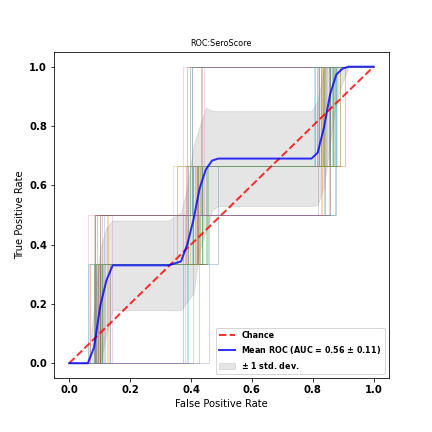 ROC:SeroScore
1.0
0.8
0.6
0.4
0.2
0.0
True Positive Rate
Chance
Mean ROC (AUC = 0.56 ± 0.11)
± 1 std. dev.
0.0 0.2 0.4 0.6 0.8 1.0
False Positive Rate